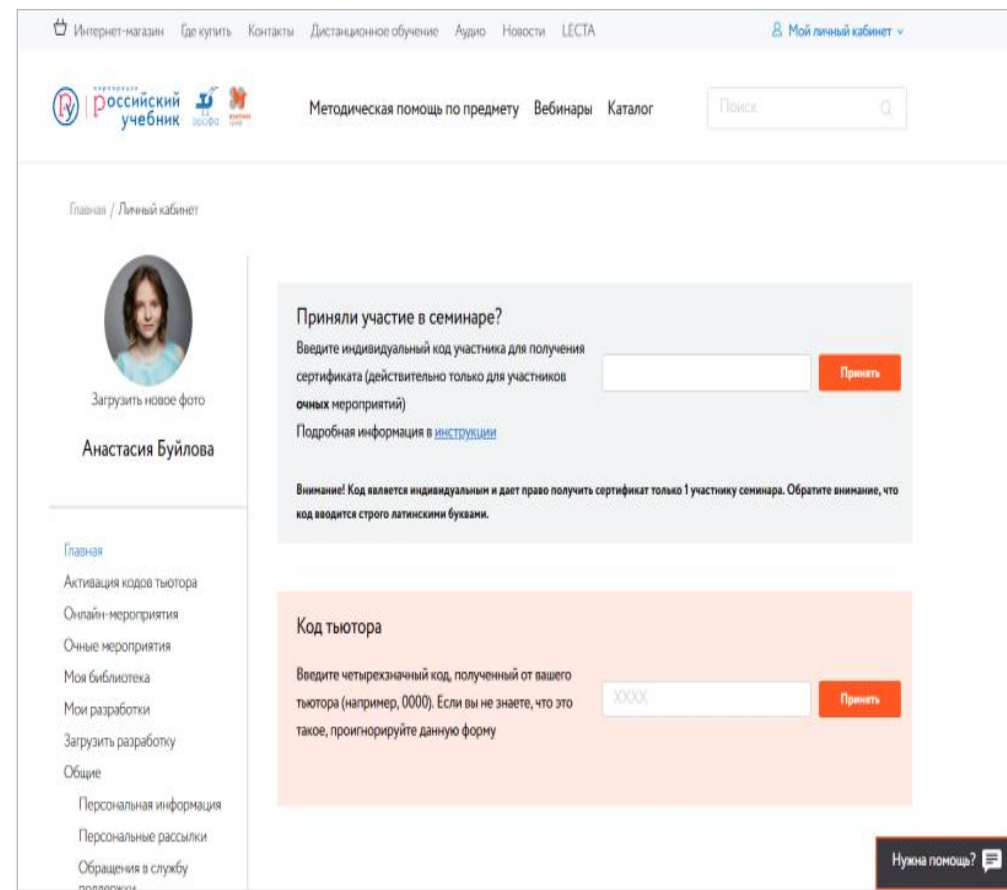 Интернет-магазин Где купить Контакты Дистанционное обучение Аудио Новости LECTA Мой личный кабинет
корпорация
российский
учебник
дрофа
Методическая помощь по предмету Вебинары Каталог Поиск
Главная / Личный кабинет
Загрузить новое фото
Анастасия Буйлова
Главная
Активация кодов тьютора
Онлайн-мероприятия
Очные мероприятия
Моя библиотека
Мои разработки
Загрузить разработку
Общие
Персональная информация
Персональные рассылки
Обращения в службу
поддержки
Приняли участие в семинаре?
Введите индивидуальный код участника для получения
сертификата (действительно только для участников
очных мероприятий)
Подробная информация в инструкции
Принять
Внимание! Код является индивидуальным и дает право получить сертификат только 1 участнику семинара. Обратите внимание, что
код вводится строго латинскими буквами.
Код тьютора
Введите четырехзначный код, полученный от вашего
тьютора (например, 0000). Если вы не знаете, что это
такое, проигнорируйте данную форму
XXXX
Принять
Нужна помощь?